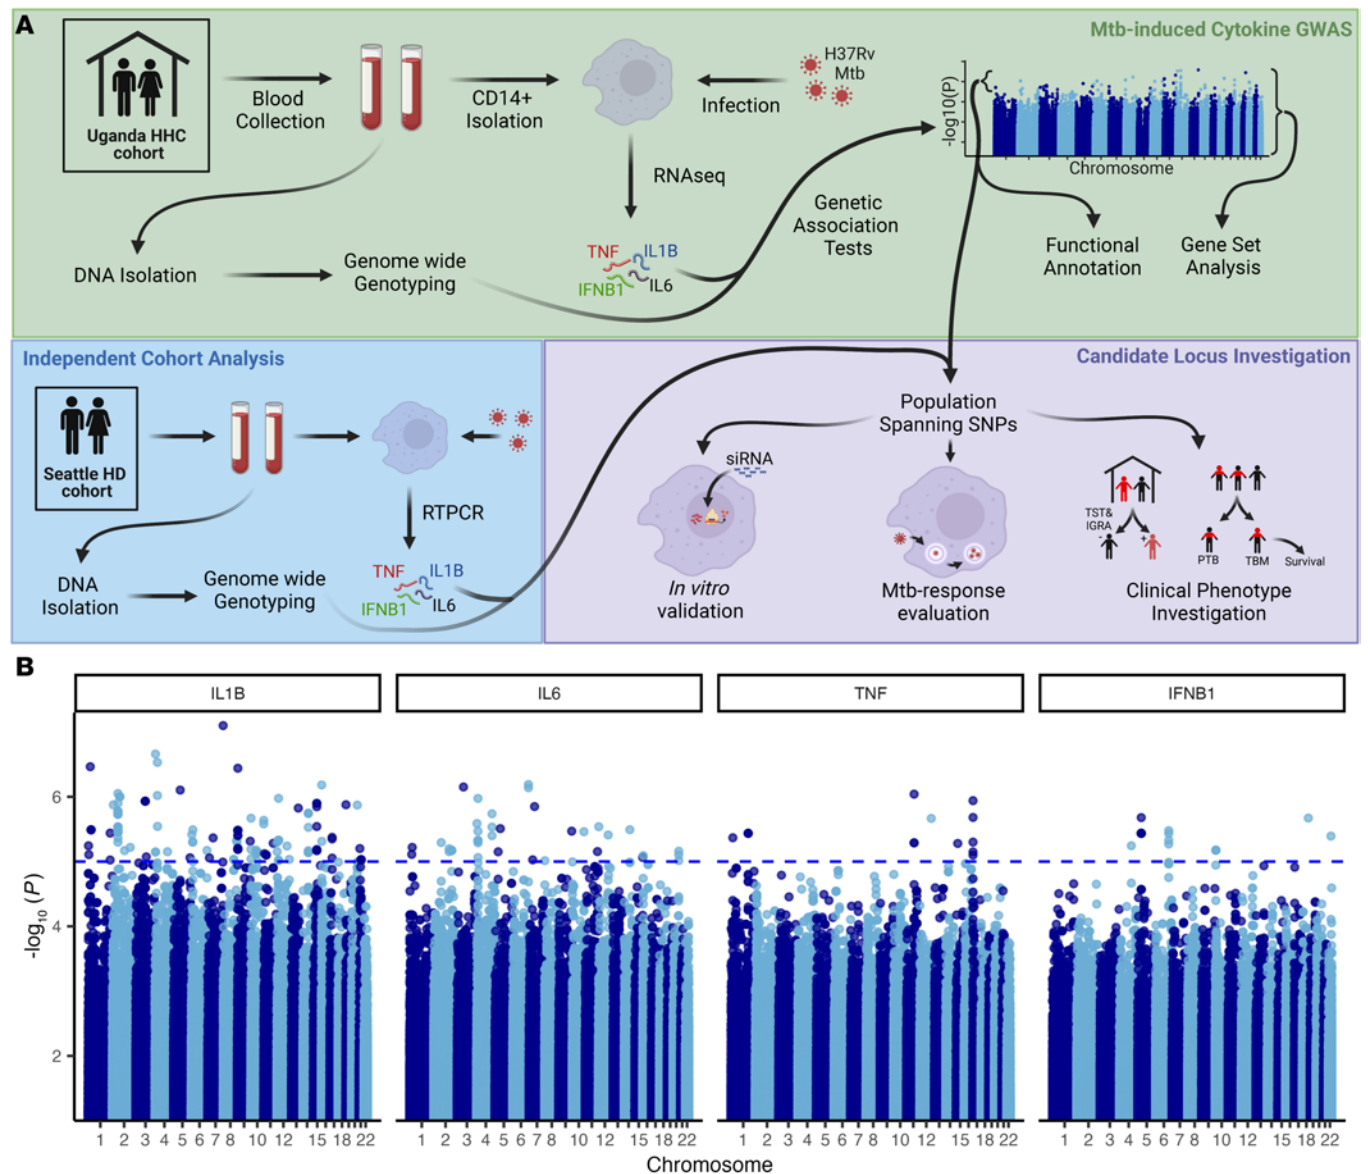 A
Mtb-induced Cytokine GWAS
Uganda HHC
cohort
Blood
Collection
CD14+
Isolation
H37Rv
Mtb
Infection
RNAseq
-log10(P)
Chromosome
DNA Isolation
Genome wide
Genotyping
TNF
IL1B
IFNB1
IL6
Genetic
Association
Tests
Functional
Annotation
Gene Set
Analysis
Independent Cohort Analysis
Seattle HD
cohort
RTPCR
DNA
Isolation
Genome wide
Genotyping
TNF
IL1B
IFNB1
IL6
Candidate Locus Investigation
Population
Spanning SNPs
siRNA
In vitro
validation
Mtb-response
evaluation
TST&
IGRA
-
+
PTB
TBM
Survival
Clinical Phenotype
Investigation
B
IL1B
IL6
TNF
IFNB1
-log10 (P)
6
4
2
1 2 3 4 5 6 7 8 10 12 15 18 22
1 2 3 4 5 6 7 8 10 12 15 18 22
1 2 3 4 5 6 7 8 10 12 15 18 22
1 2 3 4 5 6 7 8 10 12 15 18 22
Chromosome